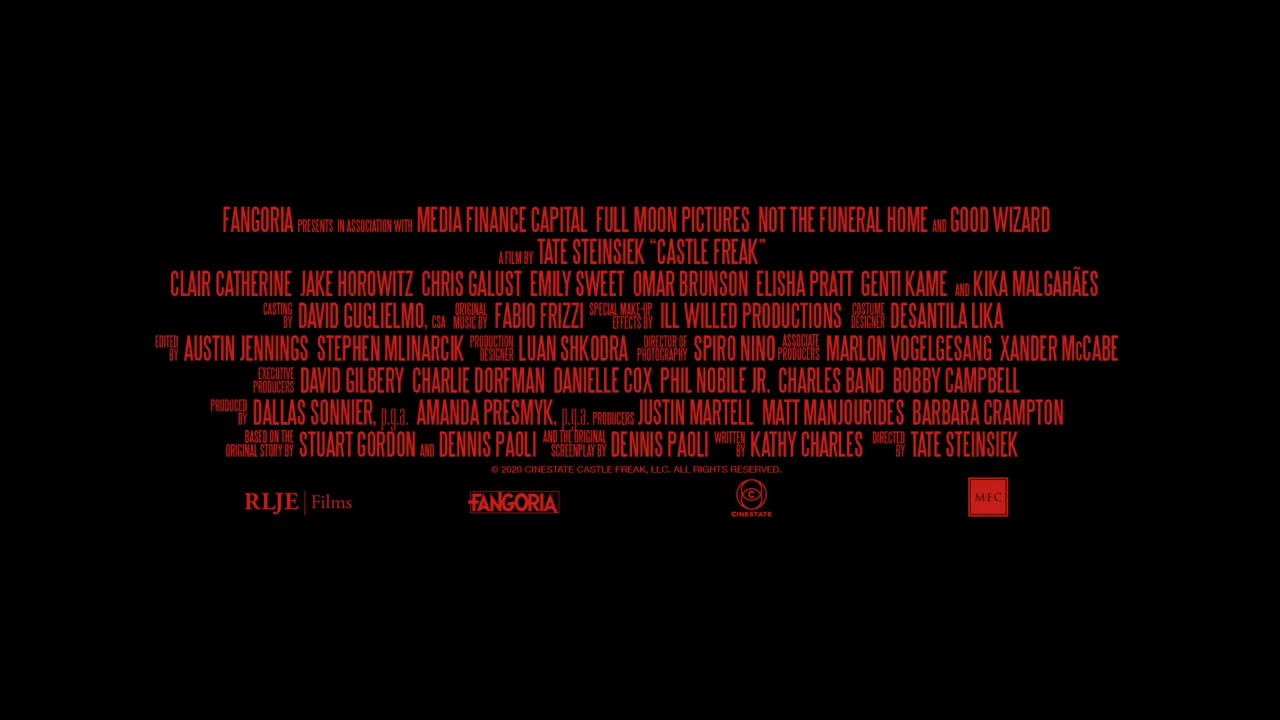 FANGORIA PRESENTS IN ASSOCIATION WITH MEDIA FINANCE CAPITAL FULL MOON PICTURES NOT THE FUNERAL HOME AND GOOD WIZARD
A FILM BY TATE STEINSIEK “CASTLE FREAK”
CLAIR CATHERINE JAKE HOROWITZ CHRIS GALUST EMILY SWEET OMAR BRUNSON ELISHA PRATT GENTI KAME AND KIKA MALGAHÃES
CASTING BY DAVID GUGLIELMO, CSA ORIGINAL MUSIC BY FABIO FRIZZI SPECIAL MAKE-UP EFFECTS BY ILL WILLED PRODUCTIONS COSTUME DESIGNER DESANTILA LIKA
EDITED BY AUSTIN JENNINGS STEPHEN MLINARCIK PRODUCTION DESIGNER LUAN SHKODRA DIRECTOR OF PHOTOGRAPHY SPIRO NINO ASSOCIATE PRODUCERS MARLON VOGELGESANG XANDER McCABE
EXECUTIVE PRODUCERS DAVID GILBERY CHARLIE DORFMAN DANIELLE COX PHIL NOBILE JR. CHARLES BAND BOBBY CAMPBELL
PRODUCED BY DALLAS SONNIER, p.g.a. AMANDA PRESMYK, p.g.a. PRODUCERS JUSTIN MARTELL MATT MANJOURIDES BARBARA CRAMPTON
BASED ON THE ORIGINAL STORY BY STUART GORDON AND DENNIS PAOLI AND THE ORIGINAL SCREENPLAY BY DENNIS PAOLI WRITTEN BY KATHY CHARLES DIRECTED BY TATE STEINSIEK
© 2020 CINESTATE CASTLE FREAK, LLC. ALL RIGHTS RESERVED.
RLJE Films FANGORIA CINESTATE MFC